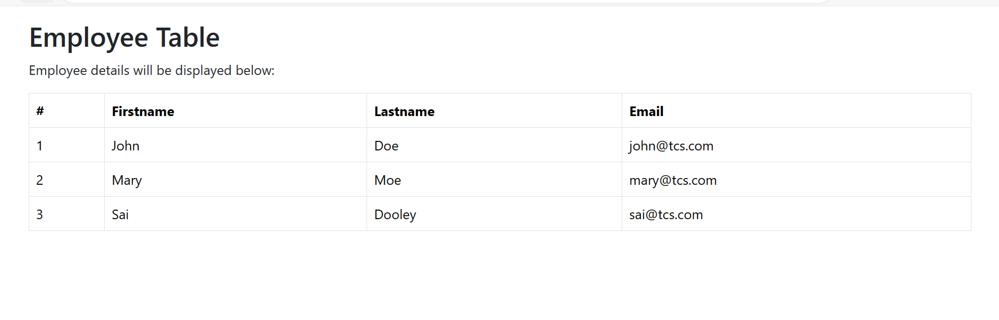 Employee Table
Employee details will be displayed below:
# Firstname Lastname Email
1 John Doe john@tcs.com
2 Mary Moe mary@tcs.com
3 Sai Dooley sai@tcs.com